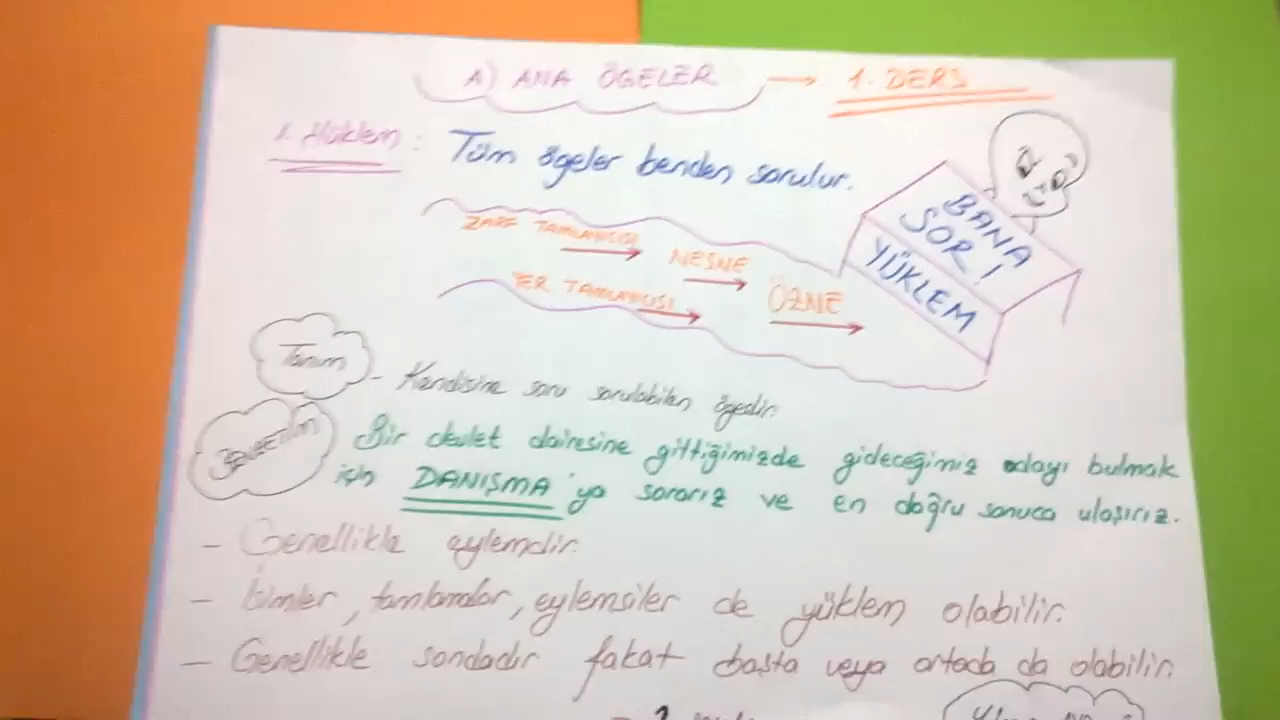 A) ANA ÖGELER → 1. DERS
1. Yüklem : Tüm ögeler benden sorulur.
BANA
SOR!
YÜKLEM
ZARF TAMLAYICISI
NESNE
YER TAMLAYICISI
ÖZNE
Tanım
- Kendisine soru sorulabilen ögedir.
Bir devlet dairesine gittiğimizde gideceğimiz odayı bulmak
için DANIŞMA'ya sorarız ve en doğru sonuca ulaşırız.
- Genellikle eylemdir.
- İsimler, tamlamalar, eylemsiler de yüklem olabilir.
- Genellikle sondadır fakat başta veya ortada da olabilir.